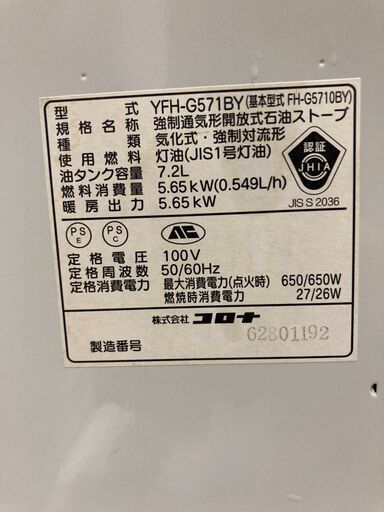 型式 YFH-G571BY(基本型式 FH-G5710BY)
規格名称 強制通気形開放式石油ストーブ
種類 気化式・強制対流形
使用燃料 灯油(JIS1号灯油)
油タンク容量 7.2L
燃料消費量 5.65kW(0.549L/h)
暖房出力 5.65kW
認証
JHIA
JIS S 2036
PS E
PS C
定格電圧 100V
定格周波数 50/60Hz
定格消費電力 最大消費電力(点火時) 650/650W
燃焼時消費電力 27/26W
株式会社 コロナ
製造番号 62801192